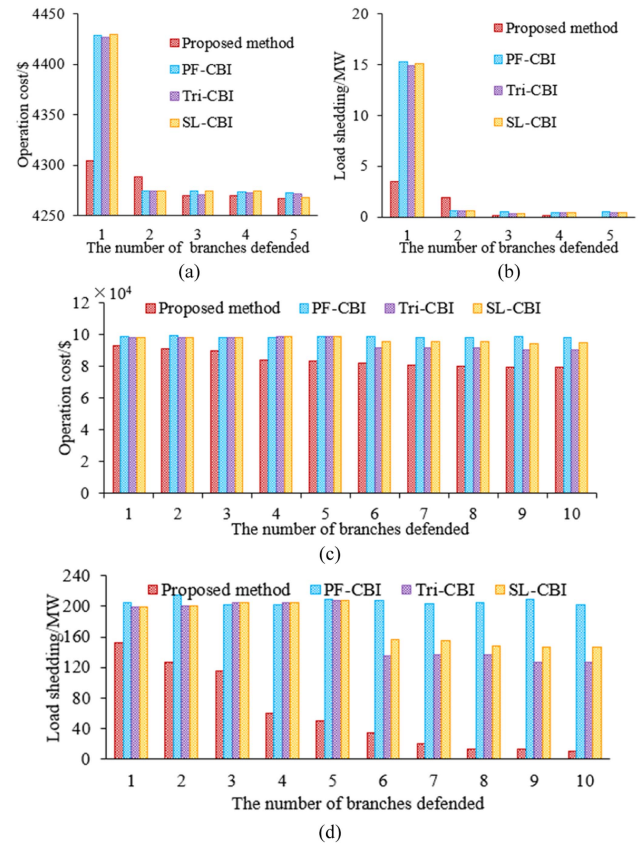 4450
4400
4350
4300
4250
Operation cost/$
Proposed method
PF-CBI
Tri-CBI
SL-CBI
1 2 3 4 5
The number of branches defended
(a)
20
15
10
5
0
Load shedding/MW
Proposed method
PF-CBI
Tri-CBI
SL-CBI
1 2 3 4 5
The number of branches defended
(b)
×10⁴
12
10
8
6
4
2
0
Operation cost/$
Proposed method PF-CBI Tri-CBI SL-CBI
1 2 3 4 5 6 7 8 9 10
The number of branches defended
(c)
240
200
160
120
80
40
0
Load shedding/MW
Proposed method PF-CBI Tri-CBI SL-CBI
1 2 3 4 5 6 7 8 9 10
The number of branches defended
(d)